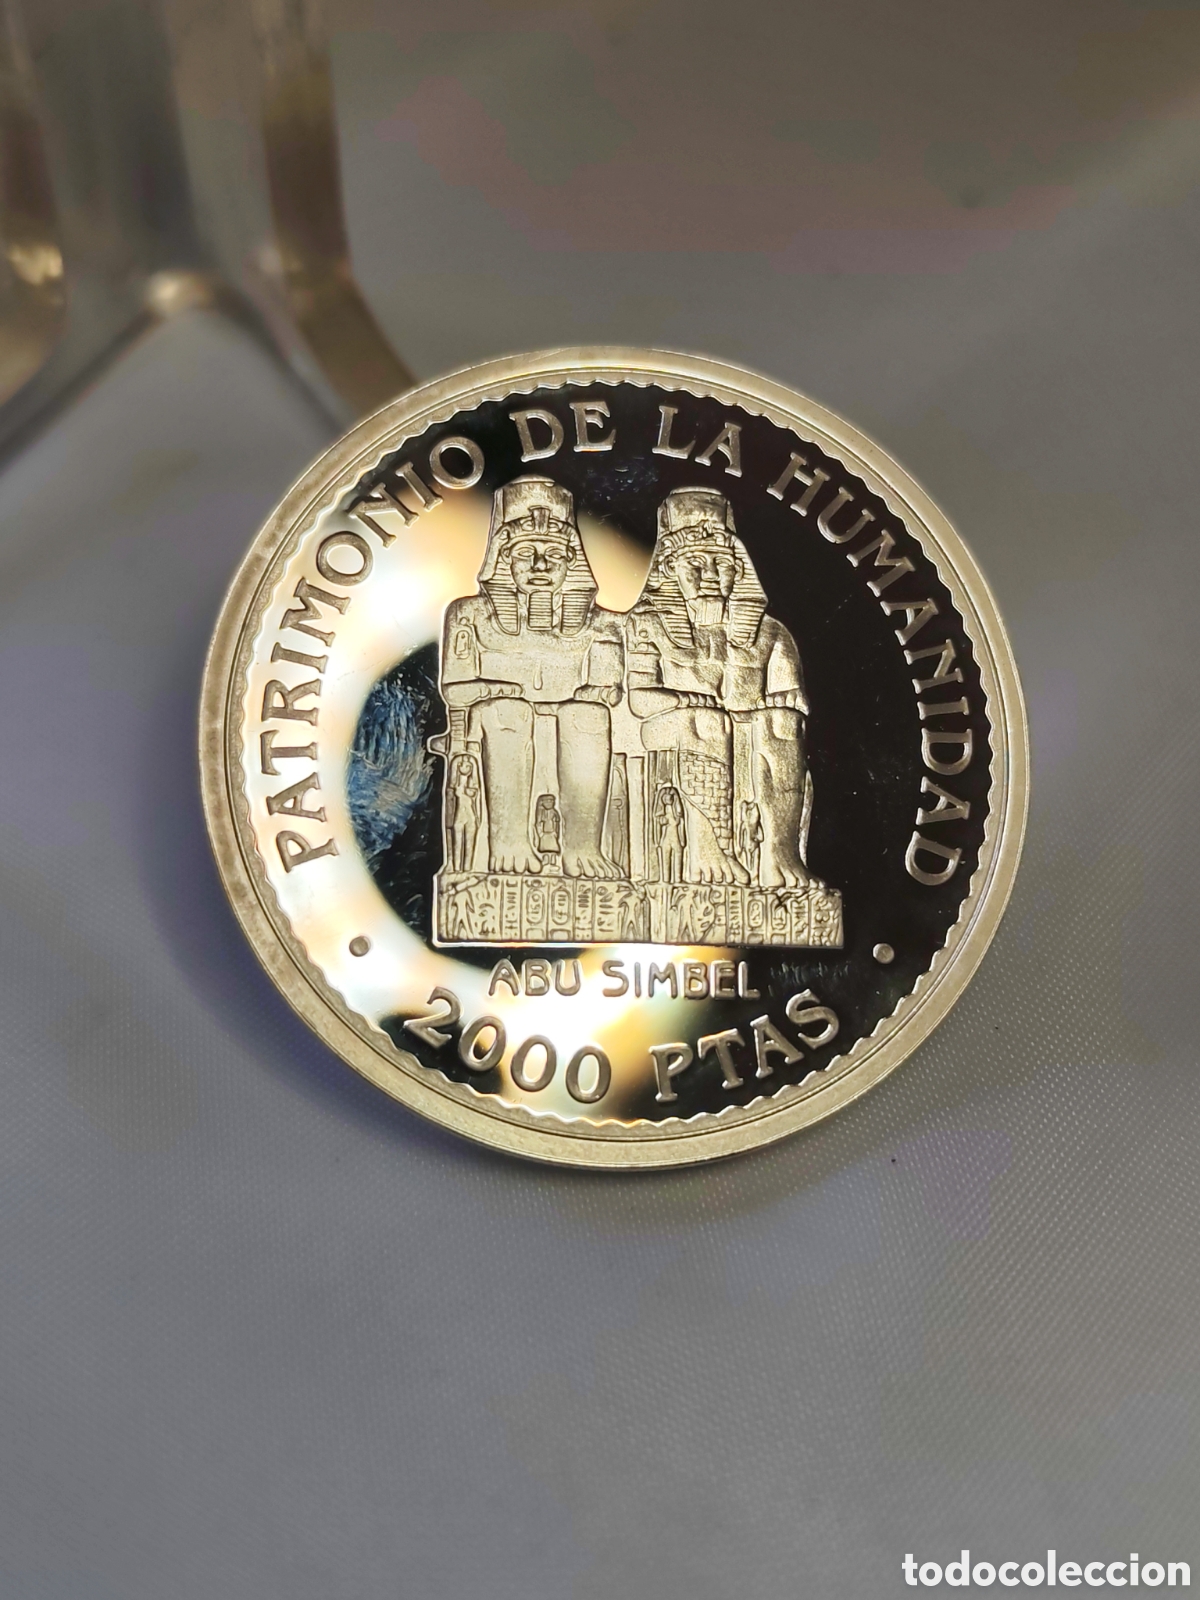 PATRIMONIO DE LA HUMANIDAD
ABU SIMBEL
2000 PTAS
todocoleccion